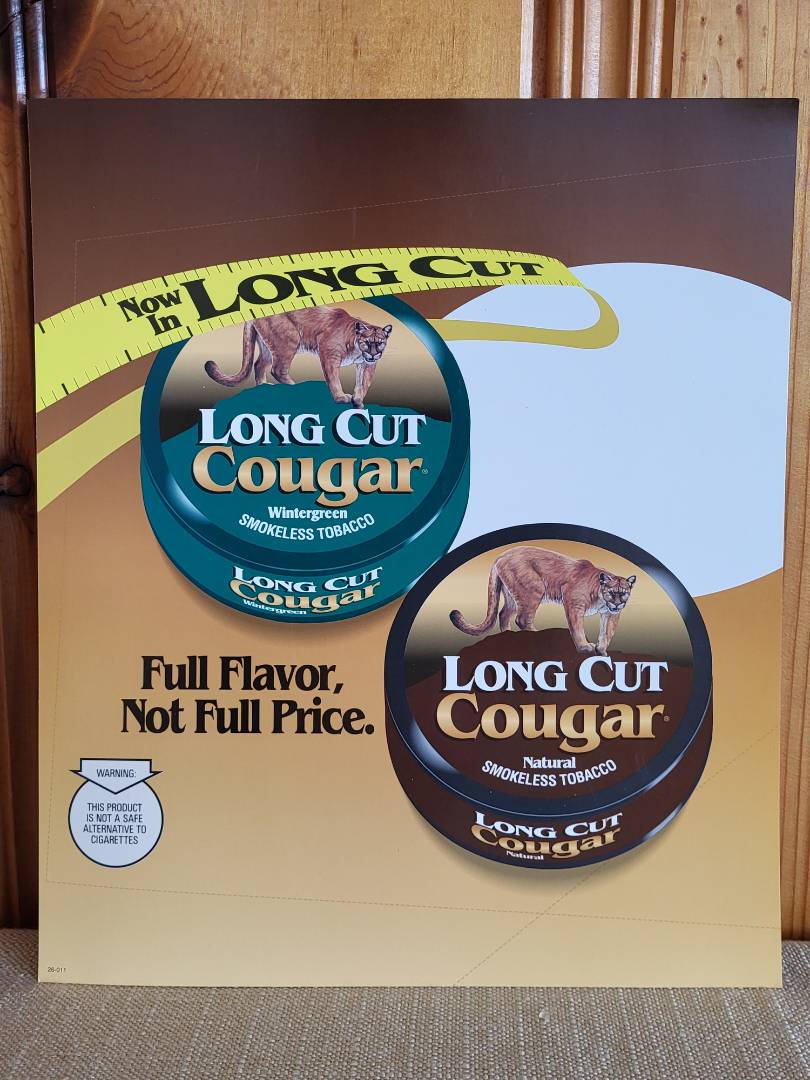 Now
In LONG CUT
LONG CUT
Cougar®
Wintergreen
SMOKELESS TOBACCO
LONG CUT
Cougar
Wintergreen
LONG CUT
Cougar®
Natural
SMOKELESS TOBACCO
LONG CUT
Cougar
Natural
Full Flavor,
Not Full Price.
WARNING:
THIS PRODUCT
IS NOT A SAFE
ALTERNATIVE TO
CIGARETTES
26-011